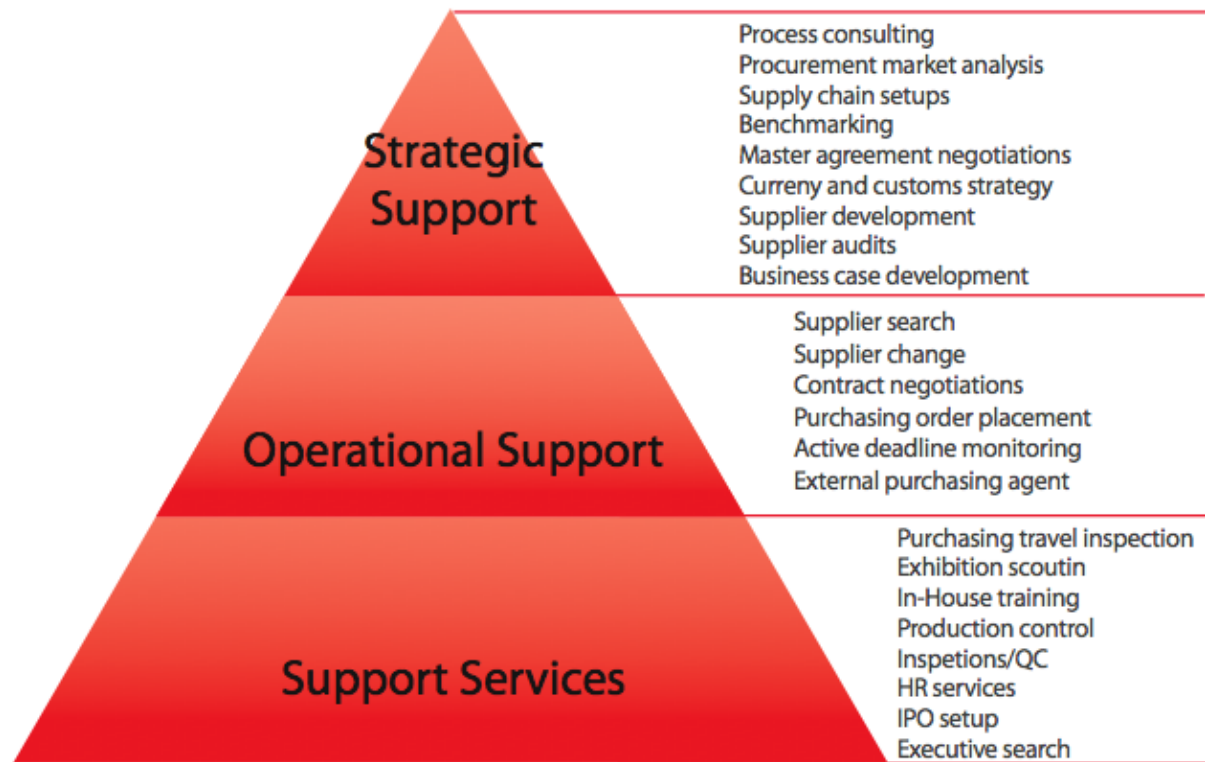 Strategic
Support
Process consulting
Procurement market analysis
Supply chain setups
Benchmarking
Master agreement negotiations
Curreny and customs strategy
Supplier development
Supplier audits
Business case development
Operational Support
Supplier search
Supplier change
Contract negotiations
Purchasing order placement
Active deadline monitoring
External purchasing agent
Support Services
Purchasing travel inspection
Exhibition scoutin
In-House training
Production control
Inspetions/QC
HR services
IPO setup
Executive search